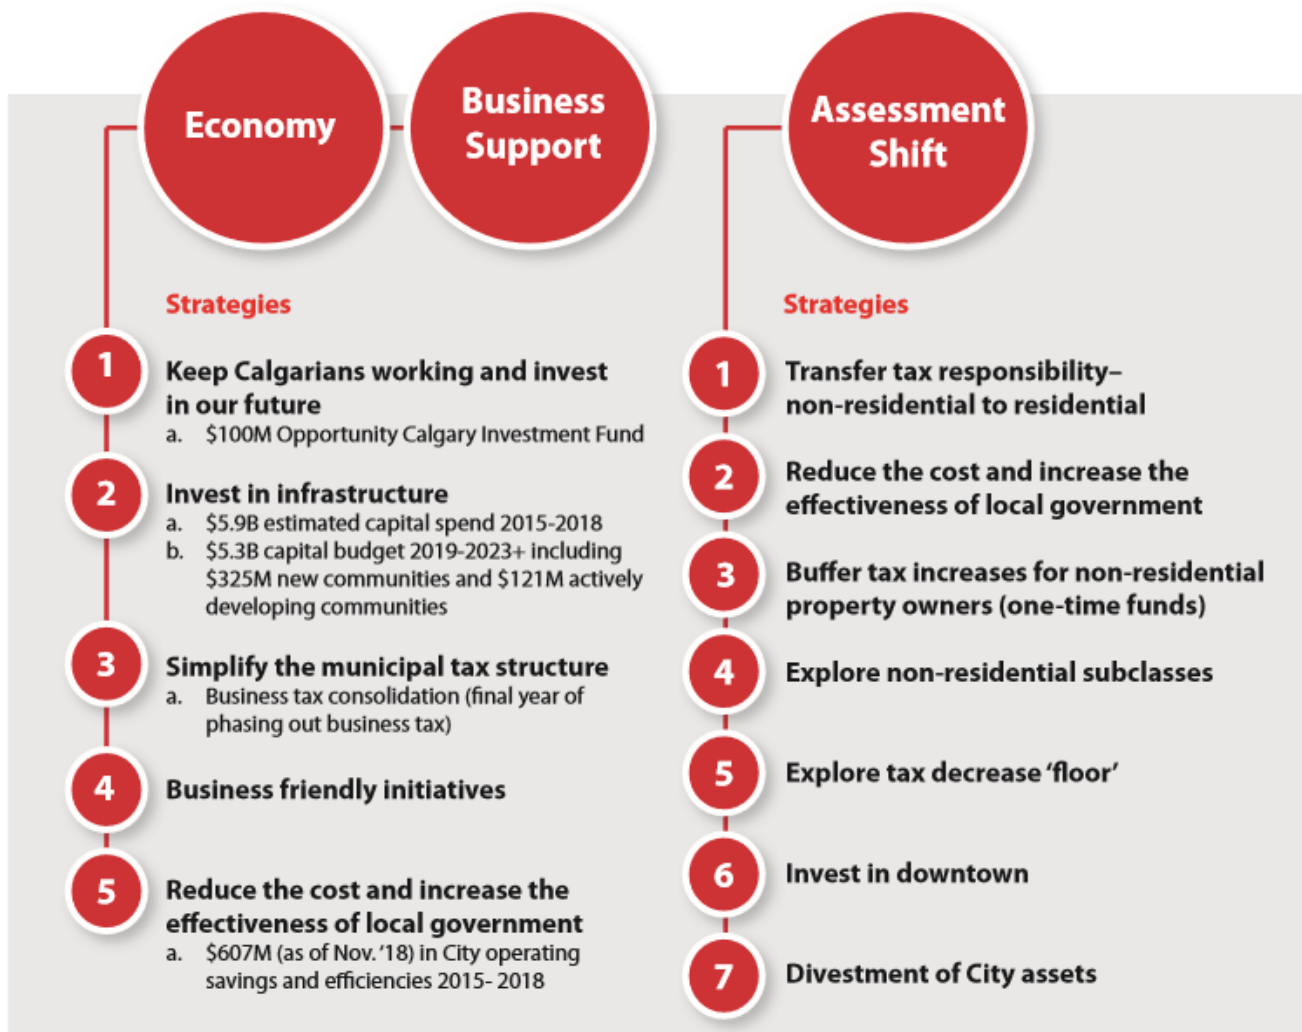 Economy
Business
Support
Strategies
1
Keep Calgarians working and invest
in our future
a. $100M Opportunity Calgary Investment Fund
2
Invest in infrastructure
a. $5.9B estimated capital spend 2015-2018
b. $5.3B capital budget 2019-2023+ including
$325M new communities and $121M actively
developing communities
3
Simplify the municipal tax structure
a. Business tax consolidation (final year of
phasing out business tax)
4
Business friendly initiatives
5
Reduce the cost and increase the
effectiveness of local government
a. $607M (as of Nov. ‘18) in City operating
savings and efficiencies 2015- 2018
Assessment
Shift
Strategies
1
Transfer tax responsibility–
non-residential to residential
2
Reduce the cost and increase the
effectiveness of local government
3
Buffer tax increases for non-residential
property owners (one-time funds)
4
Explore non-residential subclasses
5
Explore tax decrease ‘floor’
6
Invest in downtown
7
Divestment of City assets